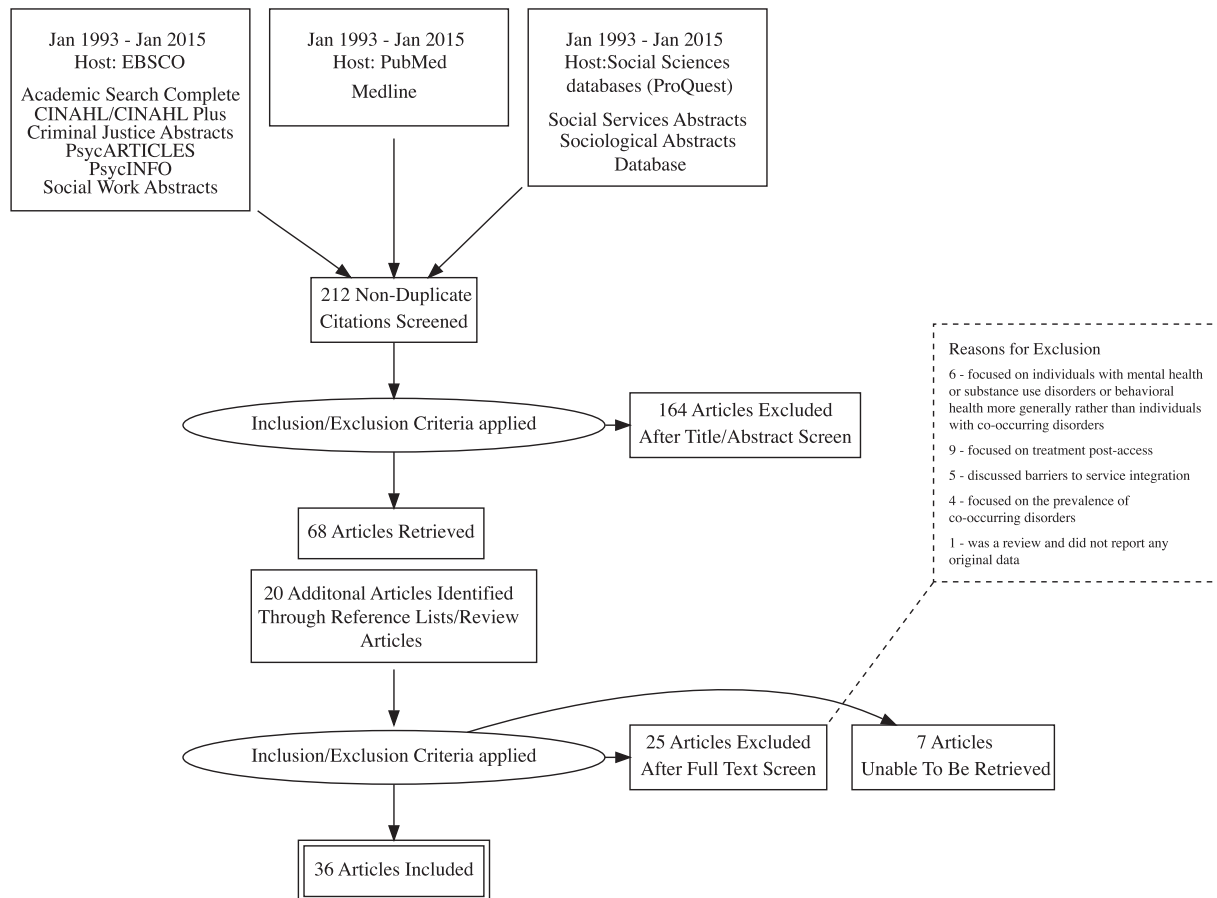 Jan 1993 - Jan 2015
Host: EBSCO
Academic Search Complete
CINAHL/CINAHL Plus
Criminal Justice Abstracts
PsycARTICLES
PsycINFO
Social Work Abstracts
Jan 1993 - Jan 2015
Host: PubMed
Medline
Jan 1993 - Jan 2015
Host:Social Sciences
databases (ProQuest)
Social Services Abstracts
Sociological Abstracts
Database
212 Non-Duplicate
Citations Screened
Inclusion/Exclusion Criteria applied
164 Articles Excluded
After Title/Abstract Screen
68 Articles Retrieved
20 Additonal Articles Identified
Through Reference Lists/Review
Articles
Reasons for Exclusion
6 - focused on individuals with mental health
or substance use disorders or behavioral
health more generally rather than individuals
with co-occurring disorders
9 - focused on treatment post-access
5 - discussed barriers to service integration
4 - focused on the prevalence of
co-occurring disorders
1 - was a review and did not report any
original data
Inclusion/Exclusion Criteria applied
25 Articles Excluded
After Full Text Screen
7 Articles
Unable To Be Retrieved
36 Articles Included